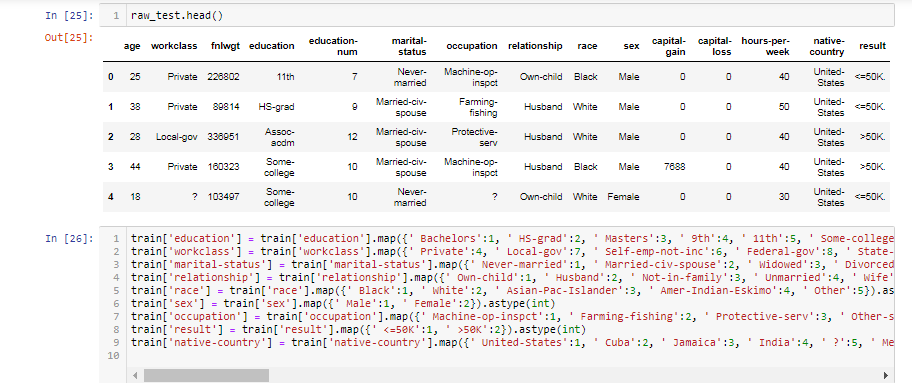 In [25]: 1 raw_test.head()
Out[25]:
age workclass fnlwgt education education-num marital-status occupation relationship race sex capital-gain capital-loss hours-per-week native-country result
0 25 Private 226802 11th 7 Never-married Machine-op-inspct Own-child Black Male 0 0 40 United-States <=50K.
1 38 Private 89814 HS-grad 9 Married-civ-spouse Farming-fishing Husband White Male 0 0 50 United-States <=50K.
2 28 Local-gov 336951 Assoc-acdm 12 Married-civ-spouse Protective-serv Husband White Male 0 0 40 United-States >50K.
3 44 Private 160323 Some-college 10 Married-civ-spouse Machine-op-inspct Husband Black Male 7688 0 40 United-States >50K.
4 18 ? 103497 Some-college 10 Never-married ? Own-child White Female 0 0 30 United-States <=50K.
In [26]: 1 train['education'] = train['education'].map({' Bachelors':1, ' HS-grad':2, ' Masters':3, ' 9th':4, ' 11th':5, ' Some-college
2 train['workclass'] = train['workclass'].map({' Private':4, ' Local-gov':7, ' Self-emp-not-inc':6, ' Federal-gov':8, ' State-
3 train['marital-status'] = train['marital-status'].map({' Never-married':1, ' Married-civ-spouse':2, ' Widowed':3, ' Divorced
4 train['relationship'] = train['relationship'].map({' Own-child':1, ' Husband':2, ' Not-in-family':3, ' Unmarried':4, ' Wife'
5 train['race'] = train['race'].map({' Black':1, ' White':2, ' Asian-Pac-Islander':3, ' Amer-Indian-Eskimo':4, ' Other':5}).as
6 train['sex'] = train['sex'].map({' Male':1, ' Female':2}).astype(int)
7 train['occupation'] = train['occupation'].map({' Machine-op-inspct':1, ' Farming-fishing':2, ' Protective-serv':3, ' Other-s
8 train['result'] = train['result'].map({' <=50K':1, ' >50K':2}).astype(int)
9 train['native-country'] = train['native-country'].map({' United-States':1, ' Cuba':2, ' Jamaica':3, ' India':4, ' ?':5, ' Me
10